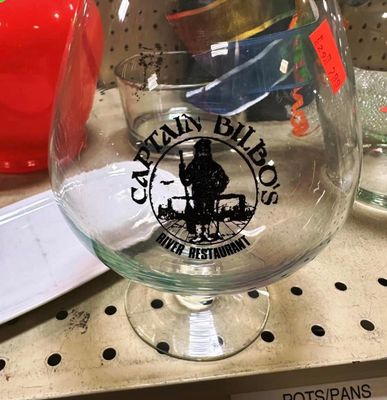 CAPTAIN BILBO'S
RIVER RESTAURANT
POTS/PANS